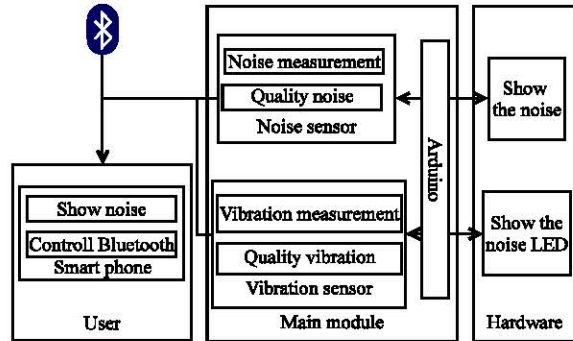 Noise measurement
Quality noise
Noise sensor
Show
the noise
Arduino
Show noise
Controll Bluetooth
Smart phone
User
Vibration measurement
Quality vibration
Vibration sensor
Main module
Show the
noise LED
Hardware